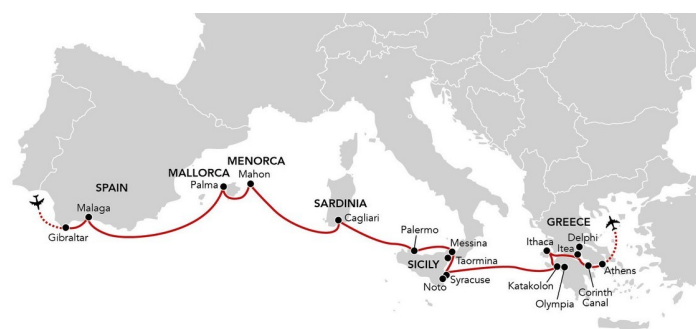 SPAIN
Malaga
Gibraltar
MALLORCA
Palma
MENORCA
Mahon
SARDINIA
Cagliari
Palermo
Messina
SICILY
Taormina
Syracuse
Noto
GREECE
Delphi
Ithaca
Itea
Athens
Katakolon
Corinth
Canal
Olympia